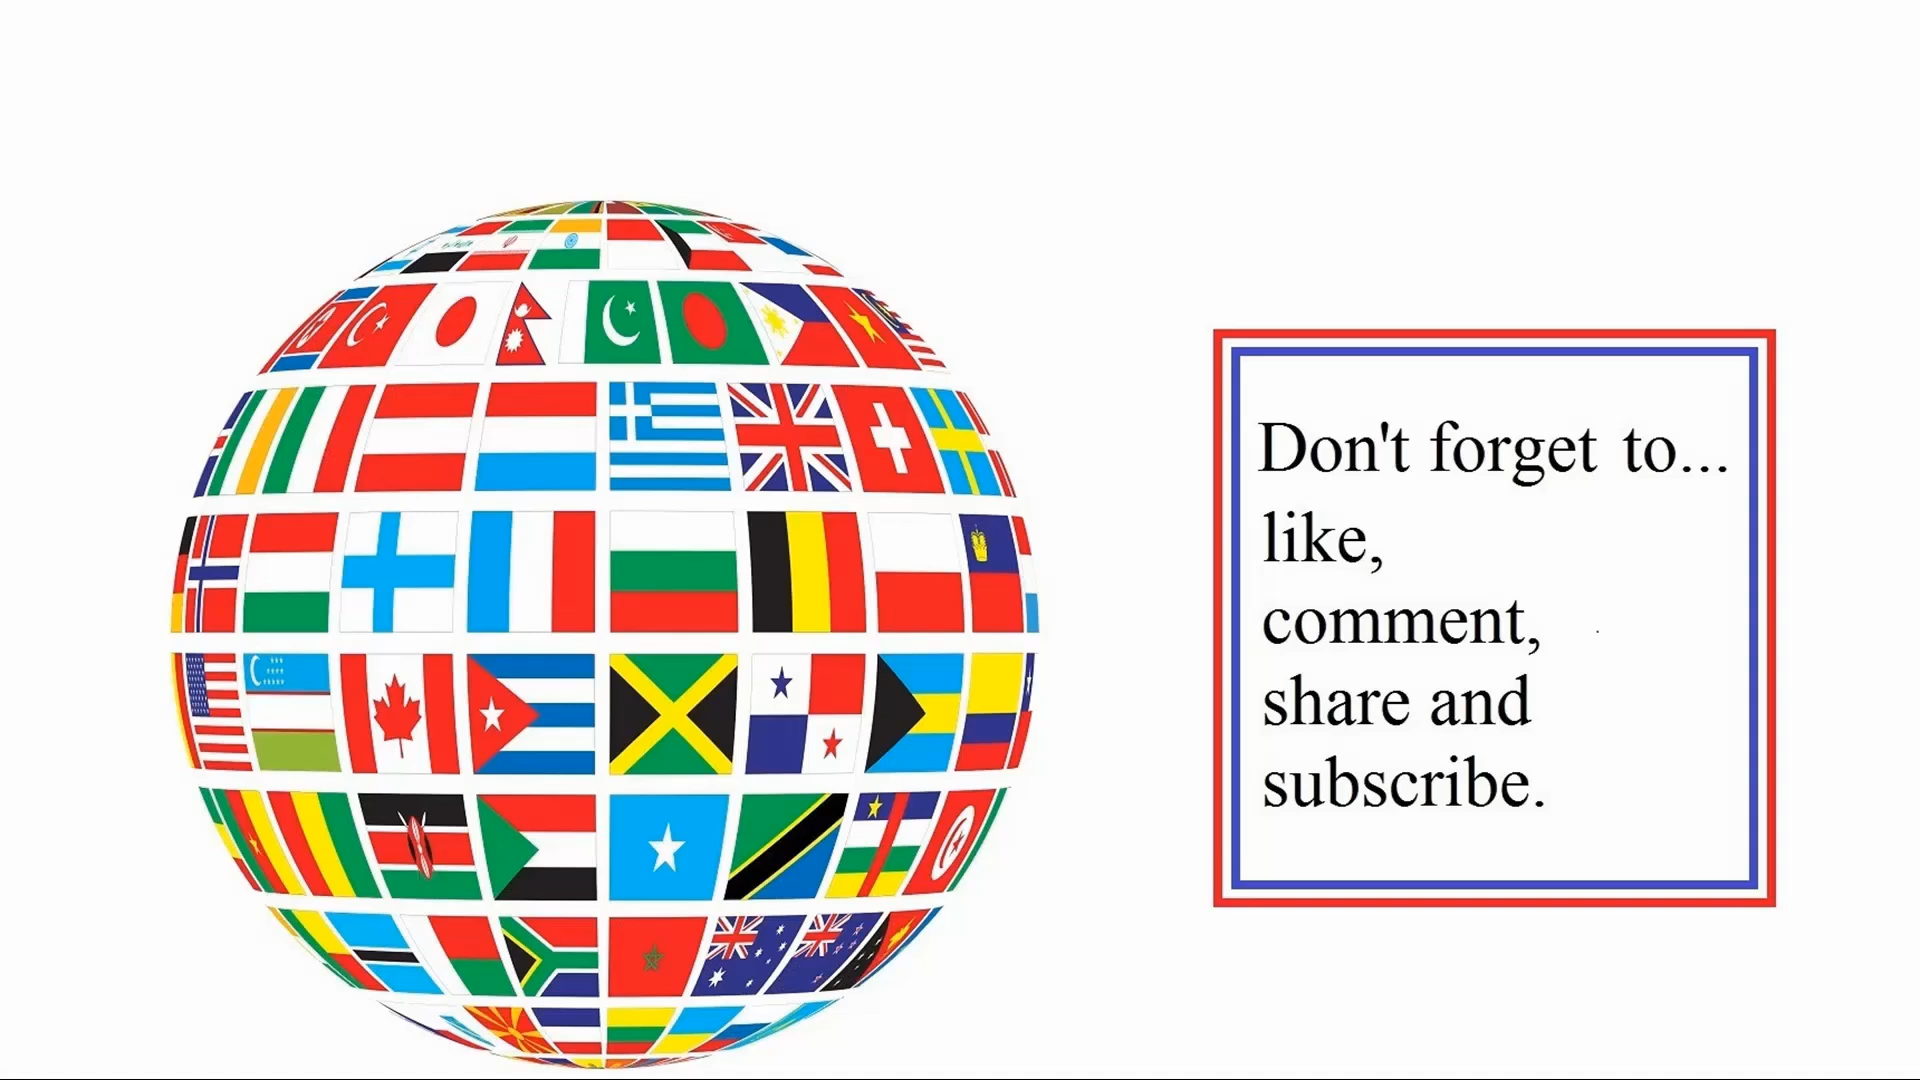 Don't forget to...
like,
comment,
share and
subscribe.